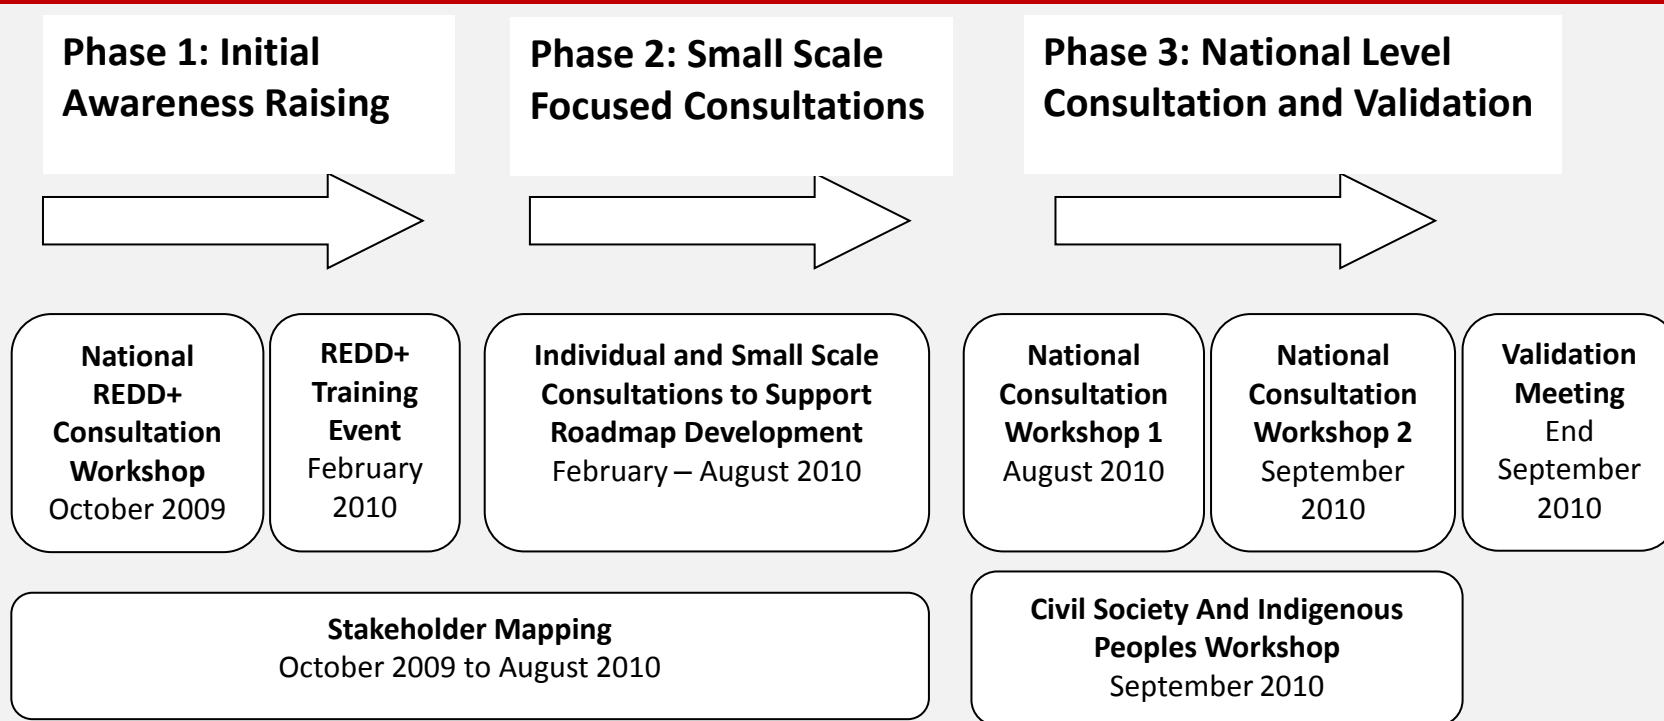 Phase 1: Initial
Awareness Raising
Phase 2: Small Scale
Focused Consultations
Phase 3: National Level
Consultation and Validation
National
REDD+
Consultation
Workshop
October 2009
REDD+
Training
Event
February
2010
Individual and Small Scale
Consultations to Support
Roadmap Development
February – August 2010
National
Consultation
Workshop 1
August 2010
National
Consultation
Workshop 2
September
2010
Validation
Meeting
End
September
2010
Stakeholder Mapping
October 2009 to August 2010
Civil Society And Indigenous
Peoples Workshop
September 2010